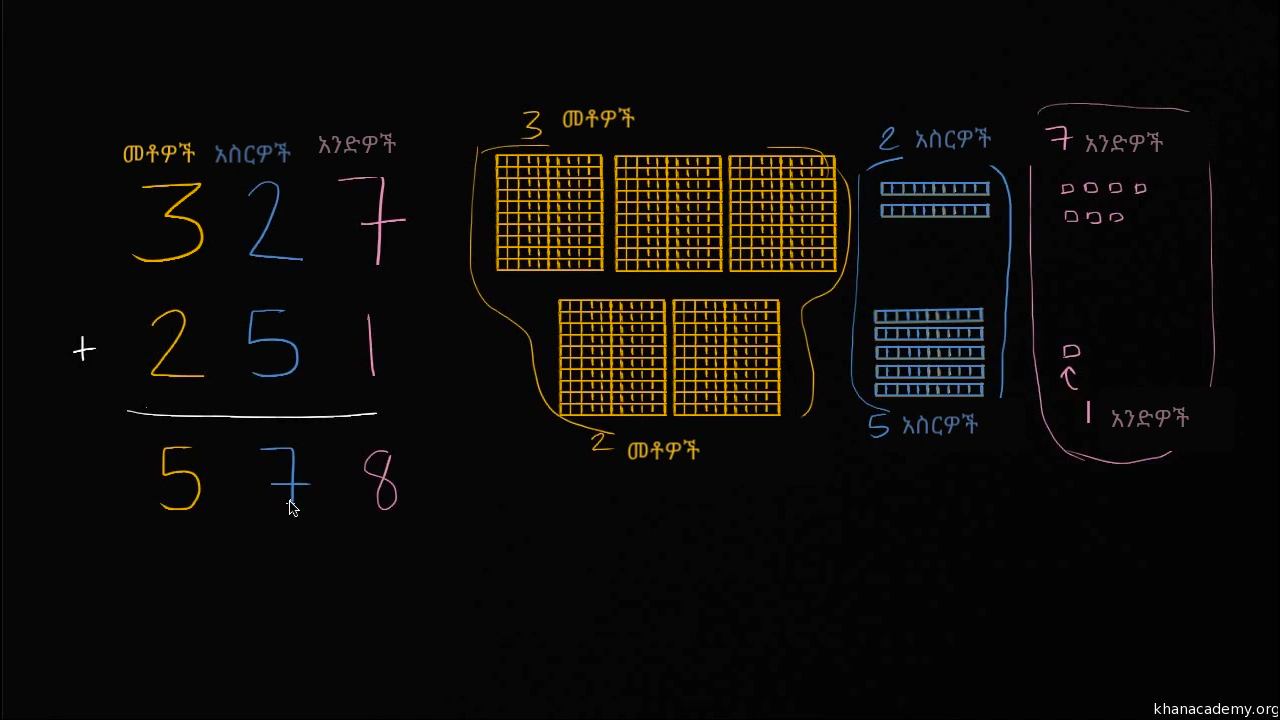 መቶዎች አስርዎች አንድዎች
3 2 7
+ 2 5 1
5 7 8
3 መቶዎች
2 መቶዎች
2 አስርዎች
5 አስርዎች
7 አንድዎች
1 አንድዎች
khanacademy.org